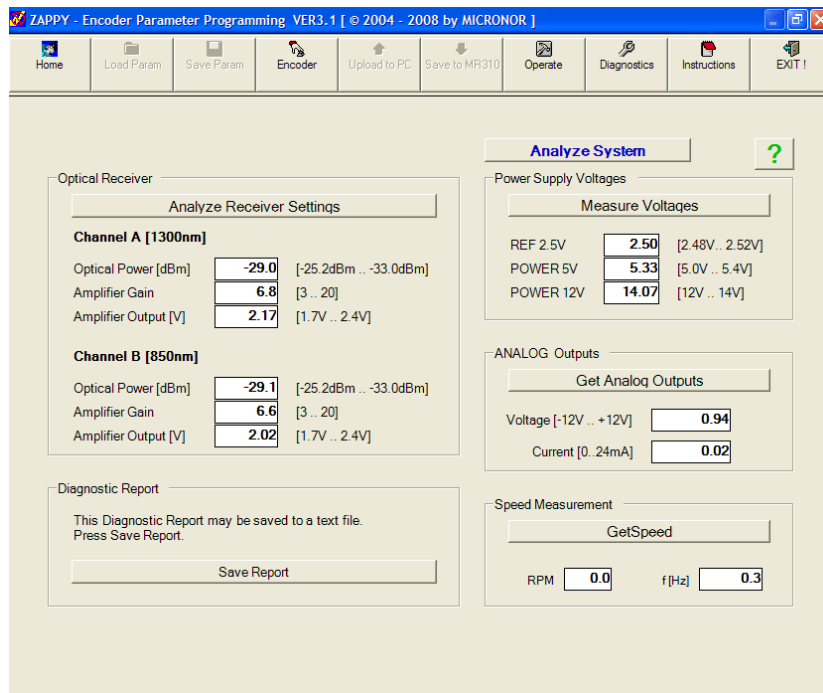 ZAPPY - Encoder Parameter Programming VER3.1 [ © 2004 - 2008 by MICRONOR ]
Home Load Param Save Param Encoder Upload to PC Save to MR310 Operate Diagnostics Instructions EXIT !
Analyze System ?
Optical Receiver
Analyze Receiver Settings
Channel A [1300nm]
Optical Power [dBm] -29.0 [-25.2dBm .. -33.0dBm]
Amplifier Gain 6.8 [3 .. 20]
Amplifier Output [V] 2.17 [1.7V .. 2.4V]
Channel B [850nm]
Optical Power [dBm] -29.1 [-25.2dBm .. -33.0dBm]
Amplifier Gain 6.6 [3 .. 20]
Amplifier Output [V] 2.02 [1.7V .. 2.4V]
Diagnostic Report
This Diagnostic Report may be saved to a text file.
Press Save Report.
Save Report
Power Supply Voltages
Measure Voltages
REF 2.5V 2.50 [2.48V.. 2.52V]
POWER 5V 5.33 [5.0V .. 5.4V]
POWER 12V 14.07 [12V .. 14V]
ANALOG Outputs
Get Analog Outputs
Voltage [-12V .. +12V] 0.94
Current [0..24mA] 0.02
Speed Measurement
GetSpeed
RPM 0.0 f [Hz] 0.3